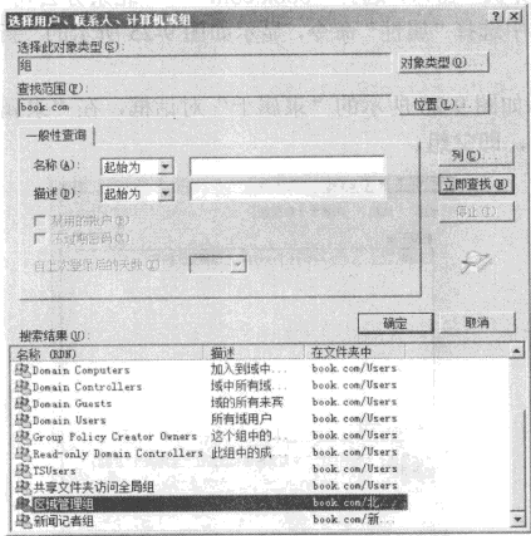 选择用户、联系人、计算机或组
选择此对象类型(S):
组
对象类型(O)...
查找范围(F):
book.com
位置(L)...
一般性查询
名称(A): 起始为
描述(D): 起始为
禁用的帐户(B)
不过期密码(X)
自上次登录后的天数(I):
列(C)...
立即查找(N)
停止(T)
确定
取消
搜索结果(U):
名称 (RDN) 描述 在文件夹中
Domain Computers 加入到域中... book.com/Users
Domain Controllers 域中所有域... book.com/Users
Domain Guests 域的所有来宾 book.com/Users
Domain Users 所有域用户 book.com/Users
Group Policy Creator Owners 这个组中的... book.com/Users
Read-only Domain Controllers 此组中的成... book.com/Users
TSUsers book.com/Users
共享文件夹访问全局组 book.com/Users
区域管理组 book.com/北...
新闻记者组 book.com/新...